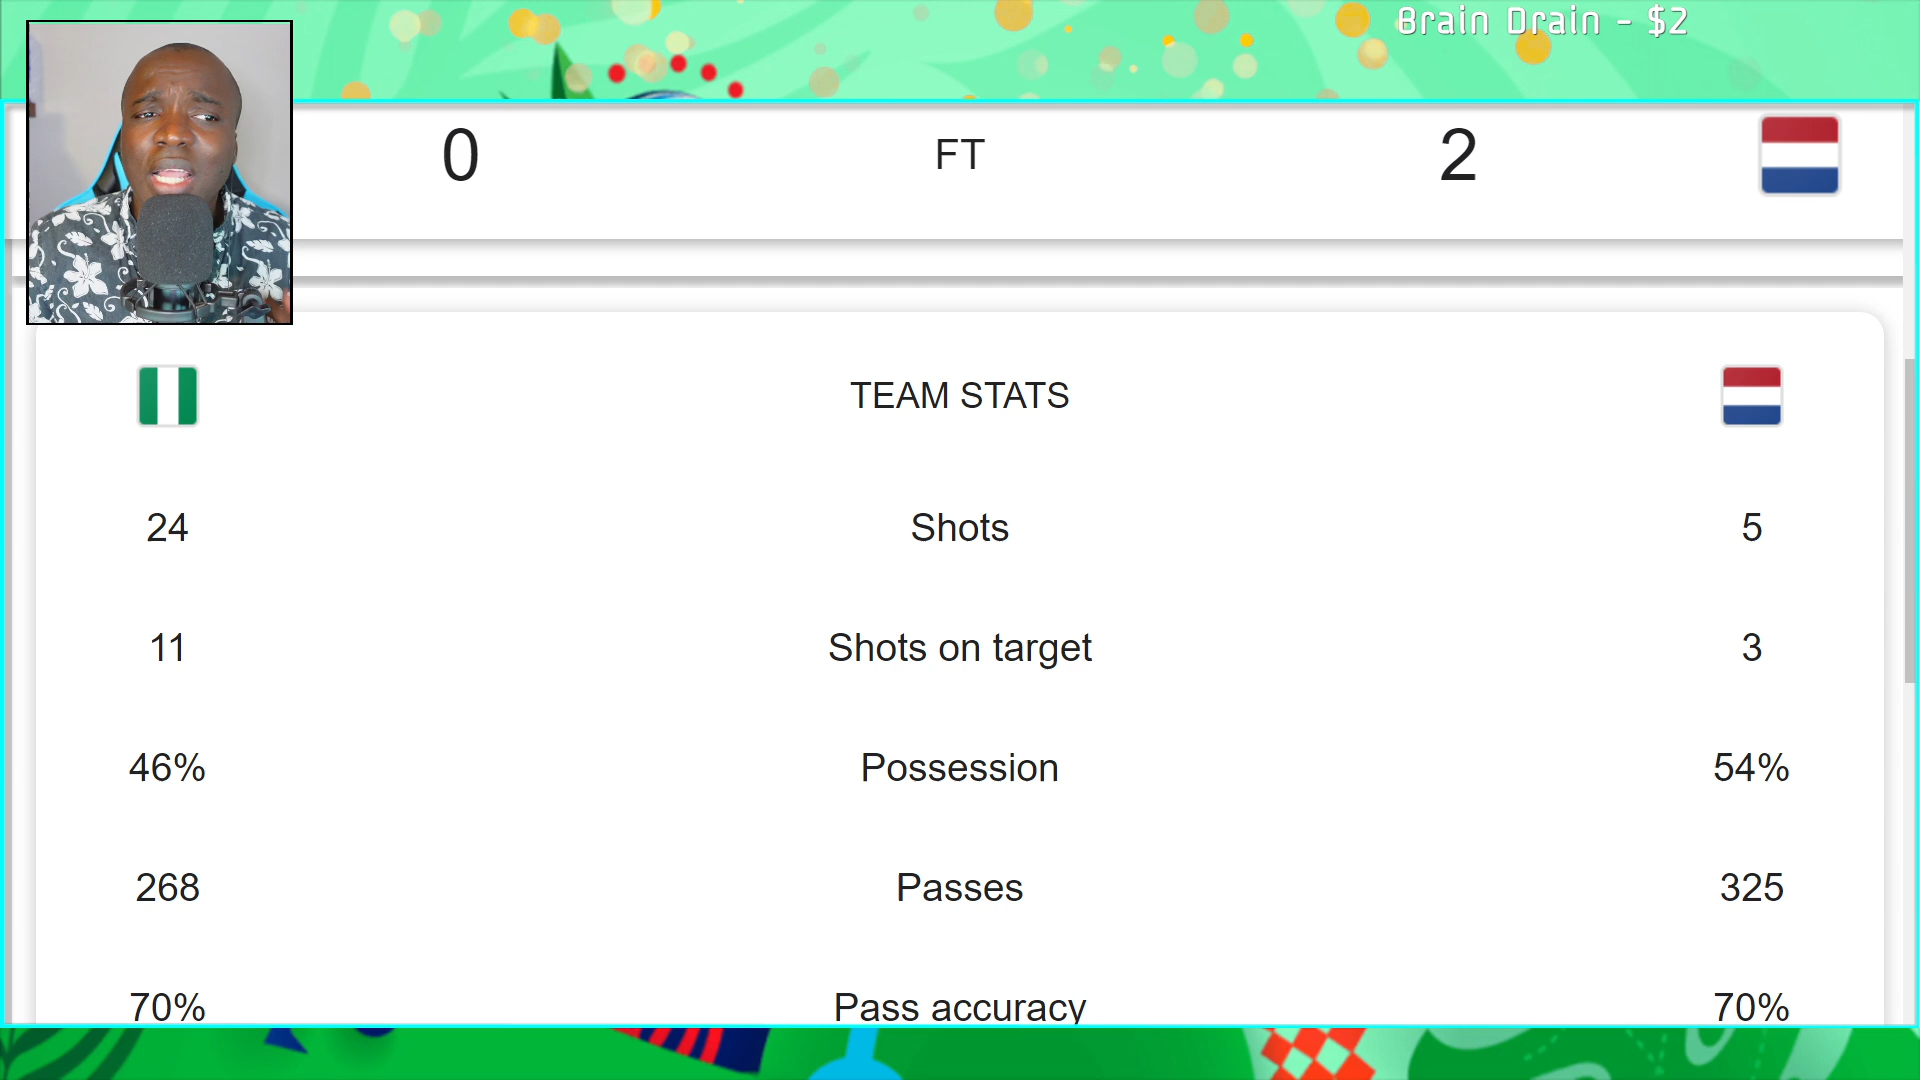 Brain Drain - $2
0 FT 2
TEAM STATS
24 Shots 5
11 Shots on target 3
46% Possession 54%
268 Passes 325
70% Pass accuracy 70%